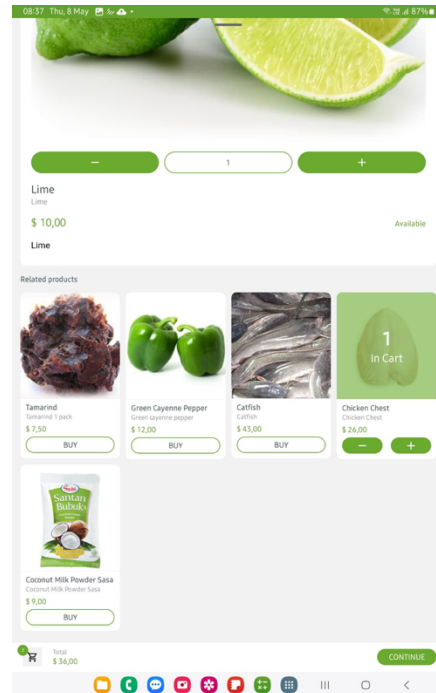 08:37 Thu, 8 May
87%
−
1
+
Lime
Lime
$ 10,00
Available
Lime
Related products
Tamarind
Tamarind 1 pack
$ 7,50
BUY
Green Cayenne Pepper
Green cayenne pepper
$ 12,00
BUY
Catfish
Catfish
$ 43,00
BUY
1
In Cart
Chicken Chest
Chicken Chest
$ 26,00
−
+
Sasa
Santan
Bubuk
Coconut Milk Powder Sasa
Coconut Milk Powder Sasa
$ 9,00
BUY
Total
$ 36,00
CONTINUE